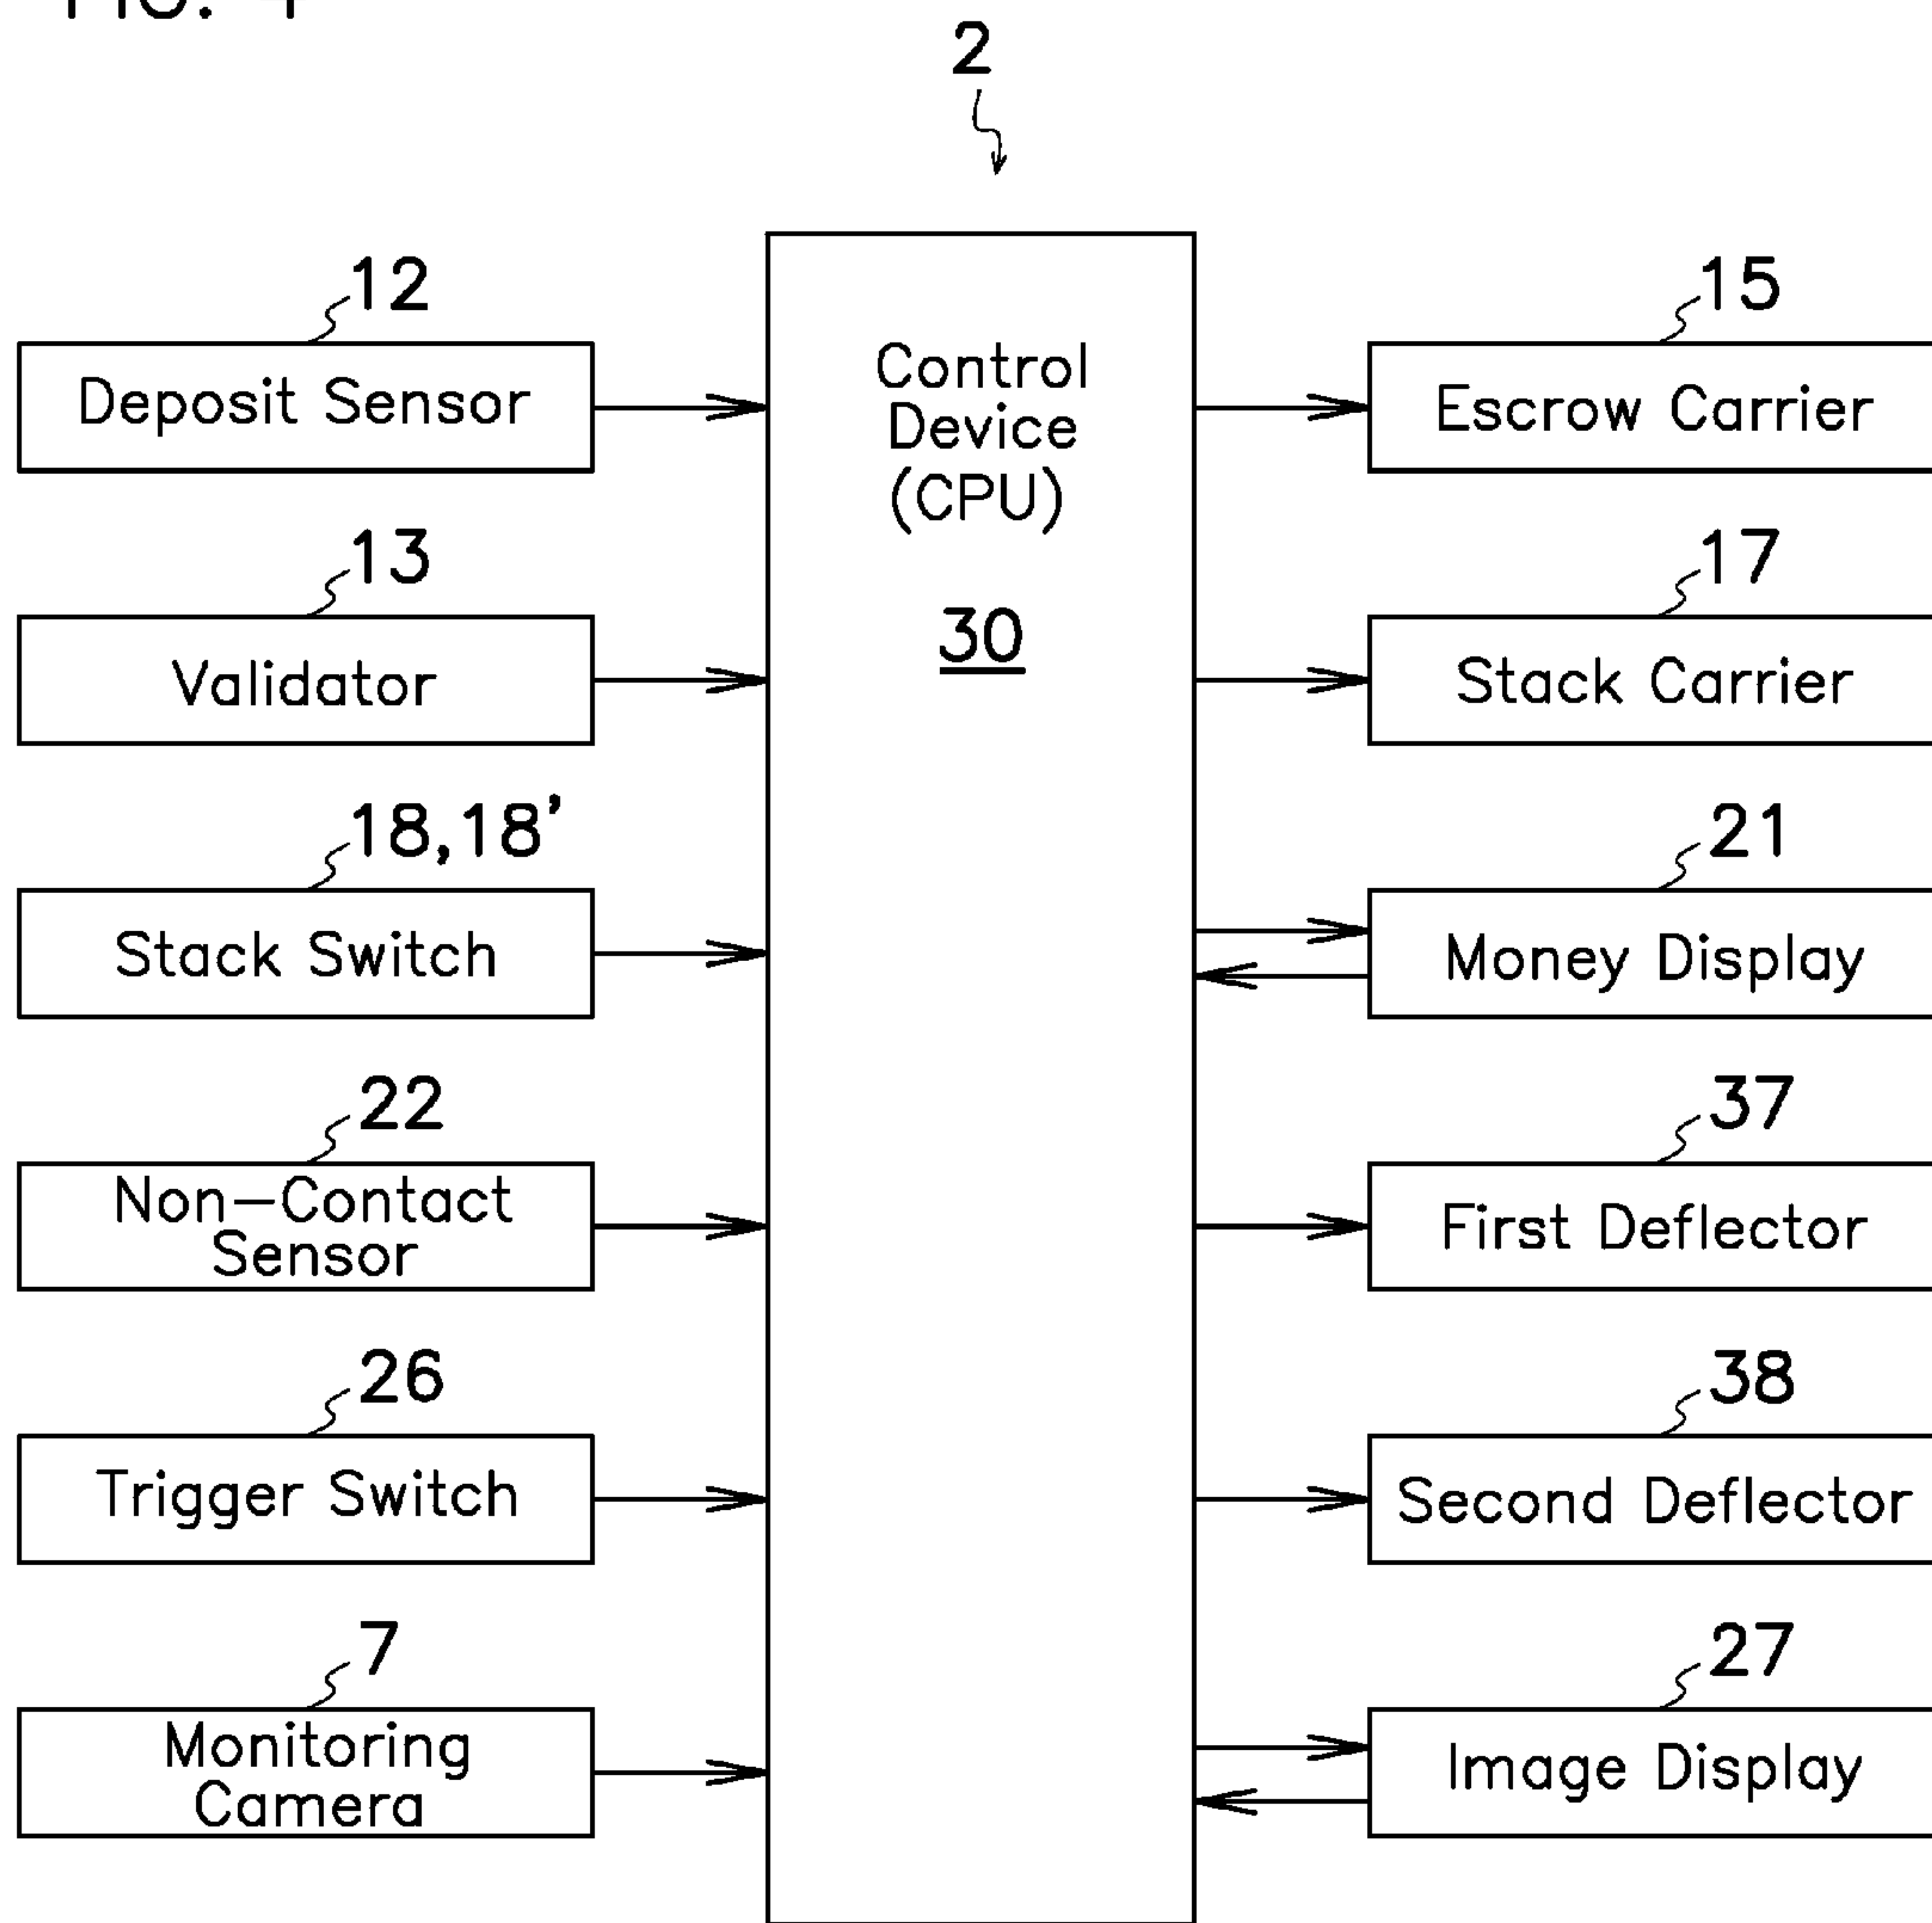 FIG. 4
2
12
Deposit Sensor
13
Validator
18,18’
Stack Switch
22
Non-Contact
Sensor
26
Trigger Switch
7
Monitoring
Camera
Control
Device
(CPU)
30
15
Escrow Carrier
17
Stack Carrier
21
Money Display
37
First Deflector
38
Second Deflector
27
Image Display